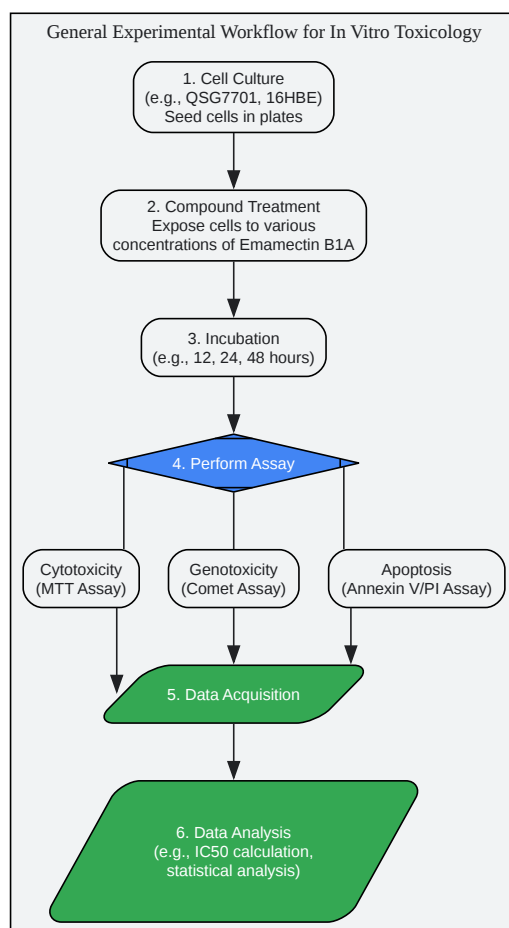 General Experimental Workflow for In Vitro Toxicology
1. Cell Culture
(e.g., QSG7701, 16HBE)
Seed cells in plates
2. Compound Treatment
Expose cells to various
concentrations of Emamectin B1A
3. Incubation
(e.g., 12, 24, 48 hours)
4. Perform Assay
Cytotoxicity
(MTT Assay)
Genotoxicity
(Comet Assay)
Apoptosis
(Annexin V/PI Assay)
5. Data Acquisition
6. Data Analysis
(e.g., IC50 calculation,
statistical analysis)